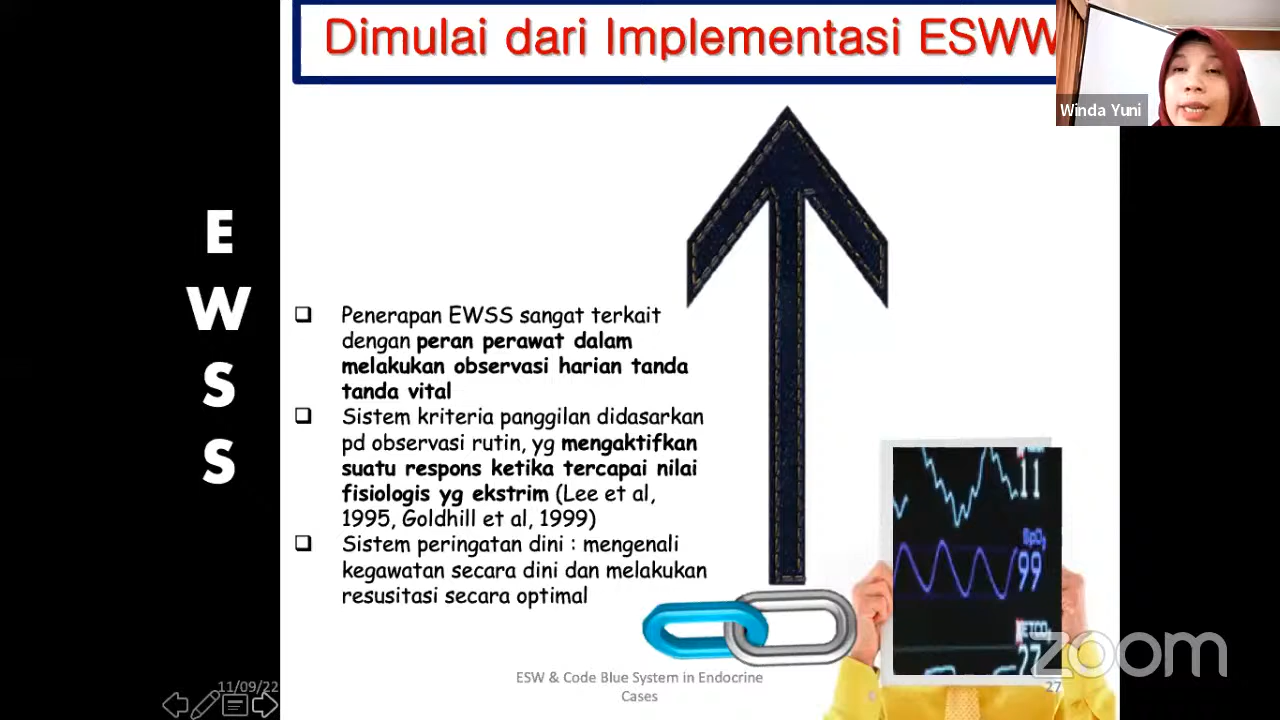 Dimulai dari Implementasi ESWW
Winda Yuni
E
W
S
S
Penerapan EWSS sangat terkait
dengan peran perawat dalam
melakukan observasi harian tanda
tanda vital
Sistem kriteria panggilan didasarkan
pd observasi rutin, yg mengaktifkan
suatu respons ketika tercapai nilai
fisiologis yg ekstrim (Lee et al,
1995, Goldhill et al, 1999)
Sistem peringatan dini : mengenali
kegawatan secara dini dan melakukan
resusitasi secara optimal
11
99
27
11/09/22
ESW & Code Blue System in Endocrine
Cases
27
zoom